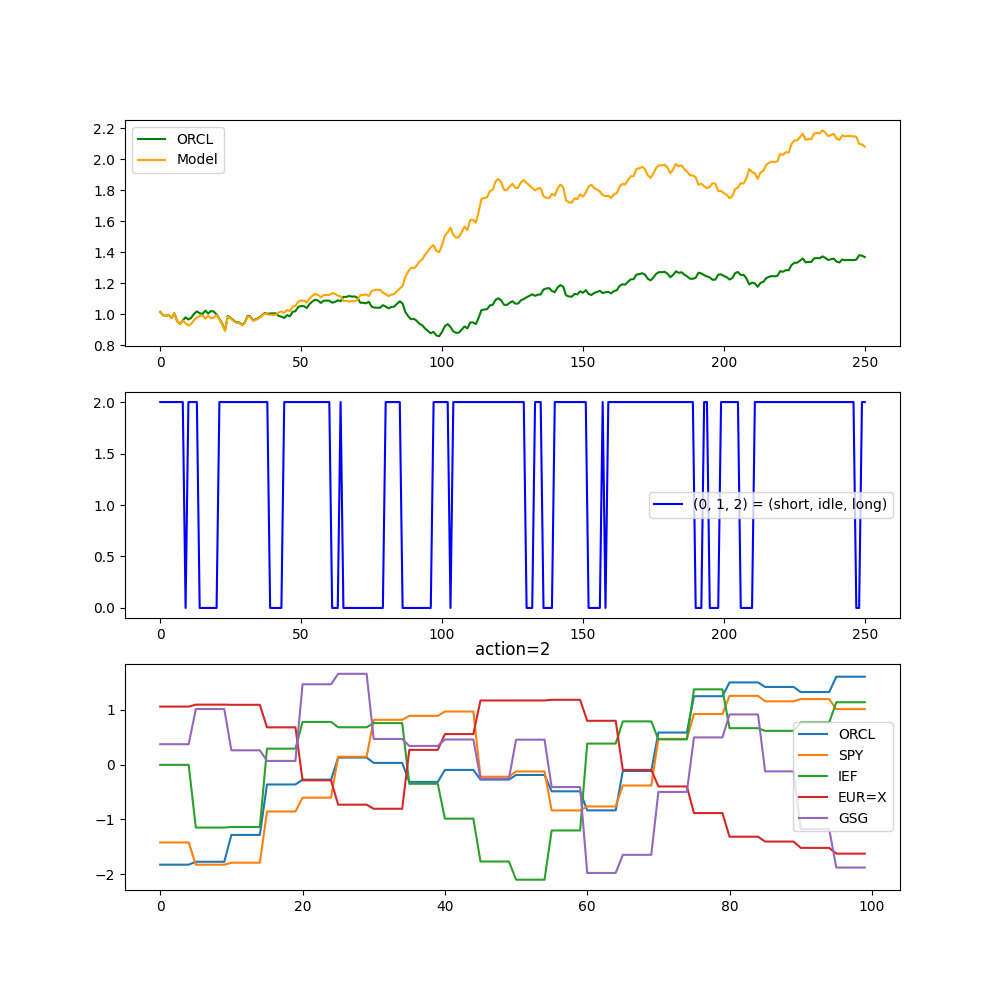 2.2
2.0
1.8
1.6
1.4
1.2
1.0
0.8
ORCL
Model
0 50 100 150 200 250
2.0
1.5
1.0
0.5
0.0
(0, 1, 2) = (short, idle, long)
0 50 100 150 200 250
action=2
1
0
−1
−2
ORCL
SPY
IEF
EUR=X
GSG
0 20 40 60 80 100